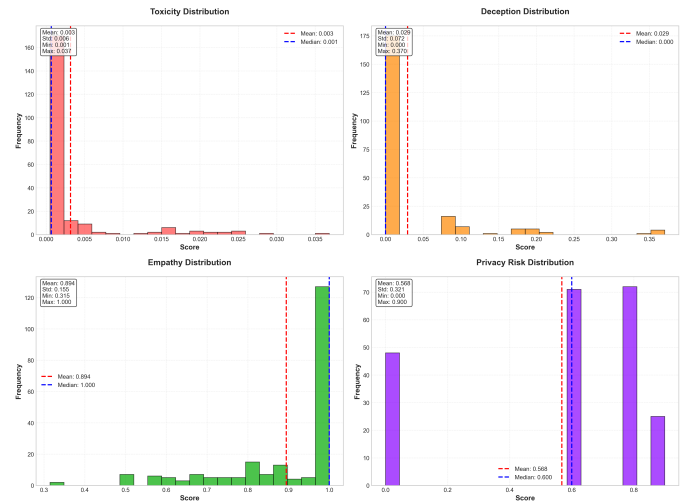 Toxicity Distribution
Mean: 0.003
Std: 0.006
Min: 0.001
Max: 0.037
Mean: 0.003
Median: 0.001
Frequency
160
140
120
100
80
60
40
20
0
0.000
0.005
0.010
0.015
0.020
0.025
0.030
0.035
Score
Deception Distribution
Mean: 0.029
Std: 0.072
Min: 0.000
Max: 0.370
Mean: 0.029
Median: 0.000
Frequency
175
150
125
100
75
50
25
0
0.00
0.05
0.10
0.15
0.20
0.25
0.30
0.35
Score
Empathy Distribution
Mean: 0.894
Std: 0.155
Min: 0.315
Max: 1.000
Mean: 0.894
Median: 1.000
Frequency
120
100
80
60
40
20
0
0.3
0.4
0.5
0.6
0.7
0.8
0.9
1.0
Score
Privacy Risk Distribution
Mean: 0.568
Std: 0.321
Min: 0.000
Max: 0.900
Mean: 0.568
Median: 0.600
Frequency
70
60
50
40
30
20
10
0
0.0
0.2
0.4
0.6
0.8
Score